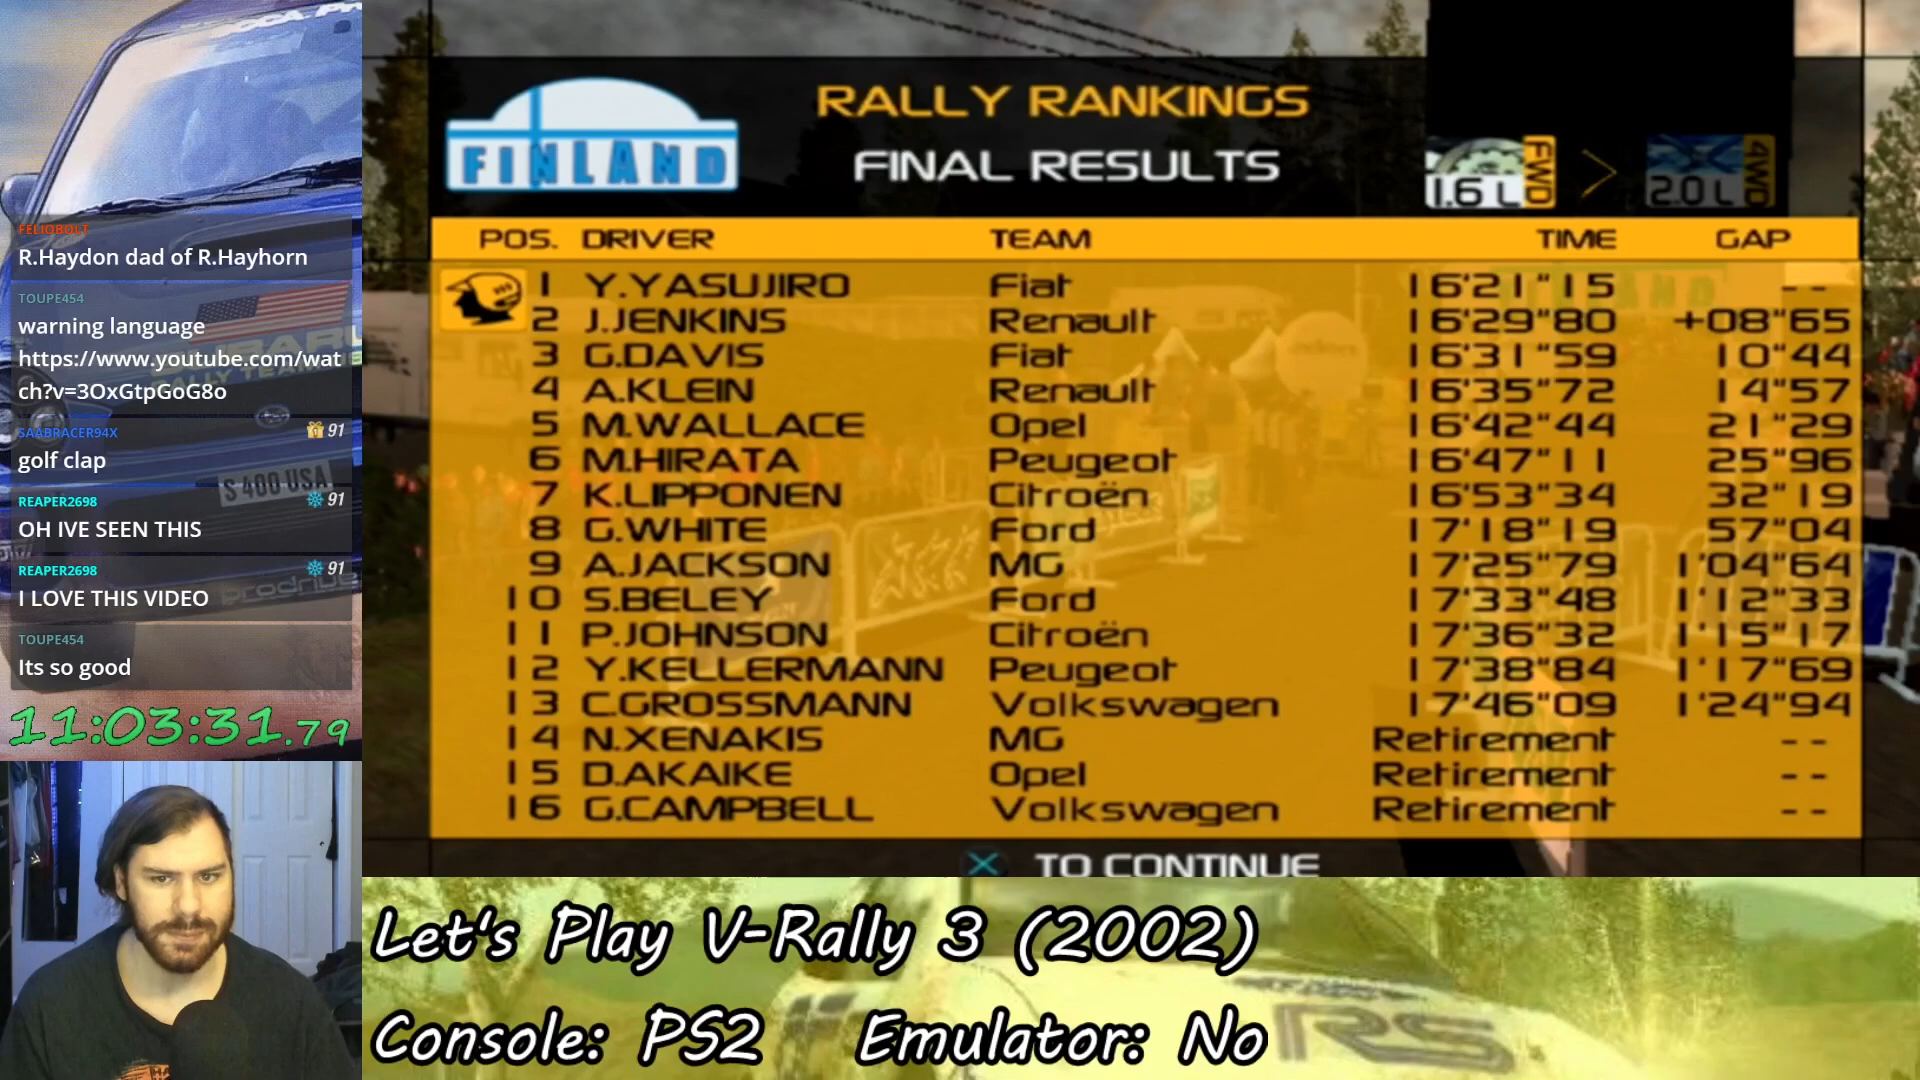 FELIOBOLT
R.Haydon dad of R.Hayhorn
TOUPE454
warning language
https://www.youtube.com/wat
ch?v=3OxGtpGoG8o
SAABRACER94X 91
golf clap
REAPER2698 91
OH IVE SEEN THIS
REAPER2698 91
I LOVE THIS VIDEO
TOUPE454
Its so good
S 400 USA
prodrive
11:03:31.79
FINLAND
RALLY RANKINGS
FINAL RESULTS
1.6 L FWD > 2.0 L 4WD
POS. DRIVER TEAM TIME GAP
1 Y.YASUJIRO Fiat 16'21"15 --
2 J.JENKINS Renault 16'29"80 +08"65
3 G.DAVIS Fiat 16'31"59 10"44
4 A.KLEIN Renault 16'35"72 14"57
5 M.WALLACE Opel 16'42"44 21"29
6 M.HIRATA Peugeot 16'47"11 25"96
7 K.LIPPONEN Citroën 16'53"34 32"19
8 G.WHITE Ford 17'18"19 57"04
9 A.JACKSON MG 17'25"79 1'04"64
10 S.BELEY Ford 17'33"48 1'12"33
11 P.JOHNSON Citroën 17'36"32 1'15"17
12 Y.KELLERMANN Peugeot 17'38"84 1'17"69
13 C.GROSSMANN Volkswagen 17'46"09 1'24"94
14 N.XENAKIS MG Retirement --
15 D.AKAIKE Opel Retirement --
16 G.CAMPBELL Volkswagen Retirement --
X TO CONTINUE
Let's Play V-Rally 3 (2002)
Console: PS2 Emulator: No
RS